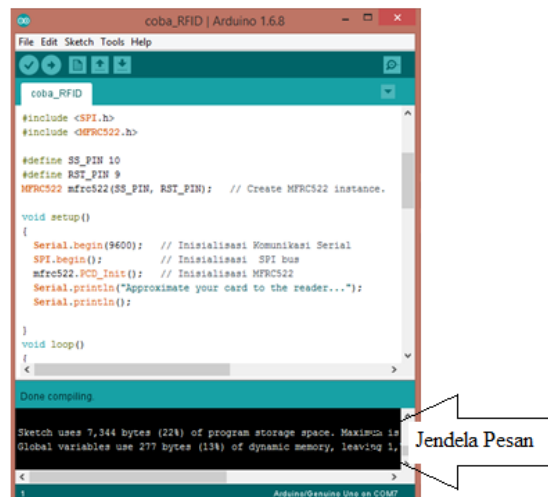 coba_RFID | Arduino 1.6.8
File Edit Sketch Tools Help
coba_RFID
#include <SPI.h>
#include <MFRC522.h>
#define SS_PIN 10
#define RST_PIN 9
MFRC522 mfrc522(SS_PIN, RST_PIN);   // Create MFRC522 instance.
void setup()
{
  Serial.begin(9600);   // Inisialisasi Komunikasi Serial
  SPI.begin();          // Inisialisasi  SPI bus
  mfrc522.PCD_Init();   // Inisialisasi MFRC522
  Serial.println("Approximate your card to the reader...");
  Serial.println();
}
void loop()
{
Done compiling.
Sketch uses 7,344 bytes (22%) of program storage space. Maximum is
Global variables use 277 bytes (13%) of dynamic memory, leaving 1,
Jendela Pesan
1 Arduino/Genuino Uno on COM7